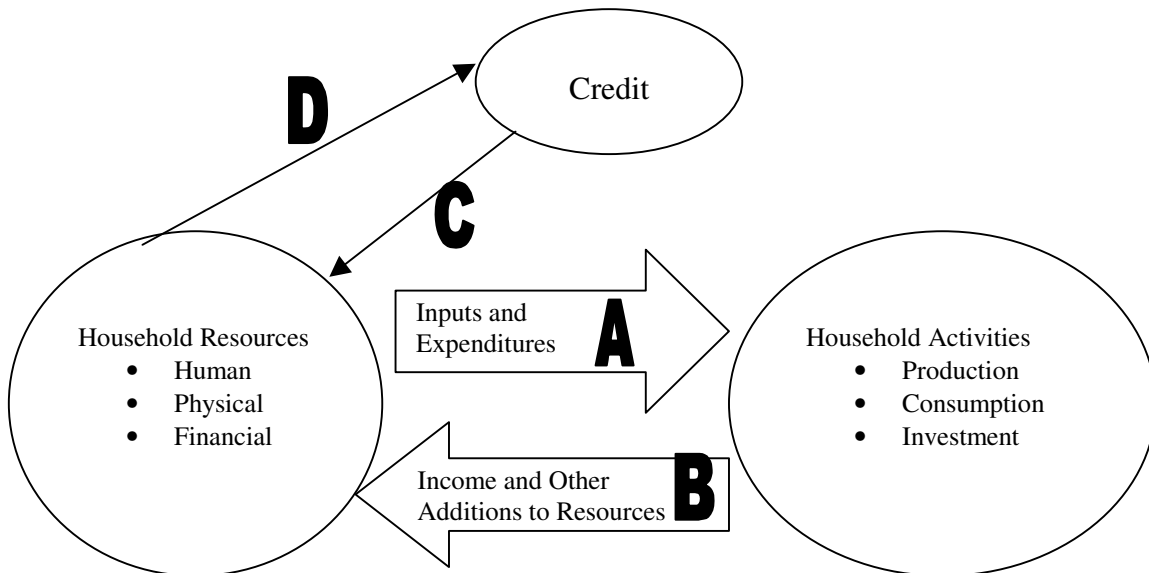 Credit
D
C
Household Resources
• Human
• Physical
• Financial
Inputs and
Expenditures
A
Household Activities
• Production
• Consumption
• Investment
Income and Other
Additions to Resources
B